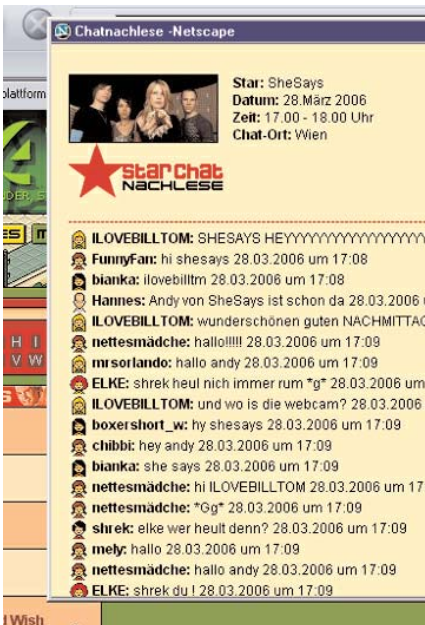 Chatnachlese -Netscape
plattform
Star: SheSays
Datum: 28.März 2006
Zeit: 17.00 - 18.00 Uhr
Chat-Ort: Wien
starchat
NACHLESE
ILOVEBILLTOM: SHESAYS HEYYYYYYYYYYYYYYYYY
FunnyFan: hi shesays 28.03.2006 um 17:08
bianka: ilovebilltm 28.03.2006 um 17:08
Hannes: Andy von SheSays ist schon da 28.03.2006
ILOVEBILLTOM: wunderschönen guten NACHMITTAG
nettesmädche: hallo!!!!! 28.03.2006 um 17:09
mrsorlando: hallo andy 28.03.2006 um 17:09
ELKE: shrek heul nich immer rum *g* 28.03.2006 um
ILOVEBILLTOM: und wo is die webcam? 28.03.2006
boxershort_w: hy shesays 28.03.2006 um 17:09
chibbi: hey andy 28.03.2006 um 17:09
bianka: she says 28.03.2006 um 17:09
nettesmädche: hi ILOVEBILLTOM 28.03.2006 um 17
nettesmädche: *Gg* 28.03.2006 um 17:09
shrek: elke wer heult denn? 28.03.2006 um 17:09
mely: hallo 28.03.2006 um 17:09
nettesmädche: hallo andy 28.03.2006 um 17:09
ELKE: shrek du ! 28.03.2006 um 17:09
H I
V W
d Wish